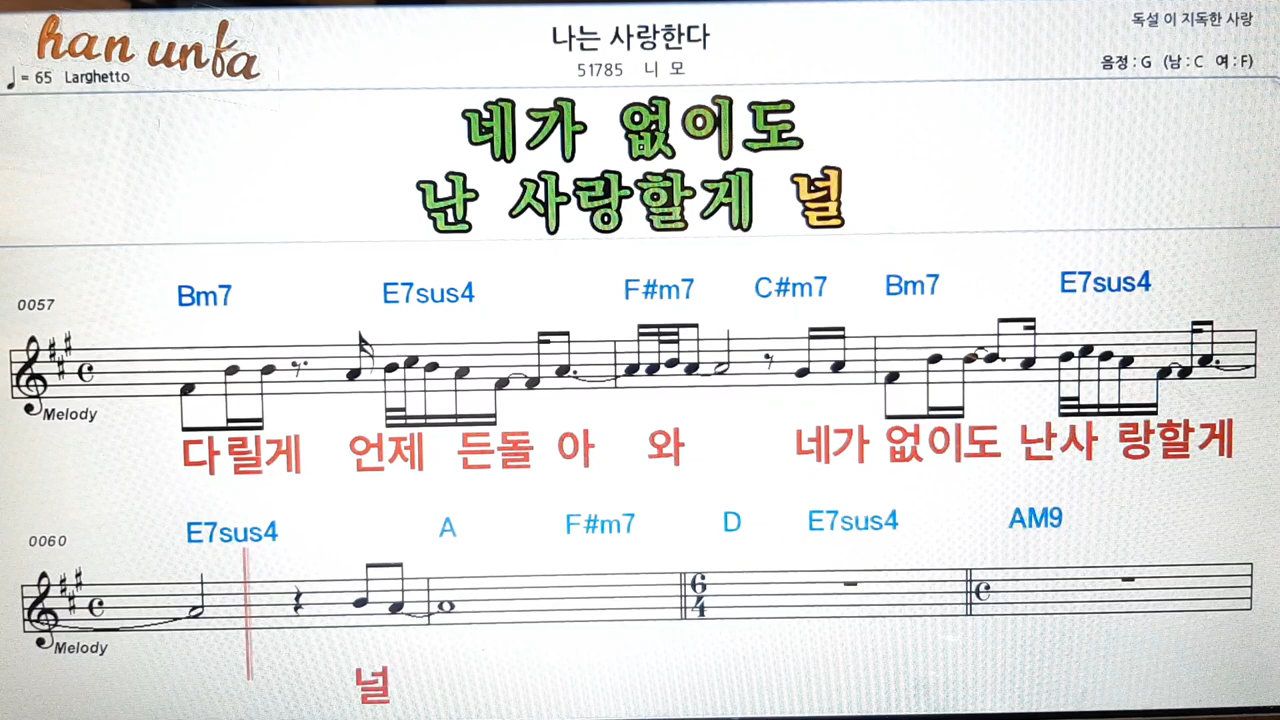 han unfa
♩= 65 Larghetto
나는 사랑한다
51785 니 모
독설 이 지독한 사랑
음정 : G (남 : C 여 : F)
네가 없이도
난 사랑할게 널
0057
Bm7 E7sus4 F#m7 C#m7 Bm7 E7sus4
Melody
다릴게 언제 든돌 아 와 네가 없이도 난사 랑할게
0060
E7sus4 A F#m7 D E7sus4 AM9
6
4
Melody
널